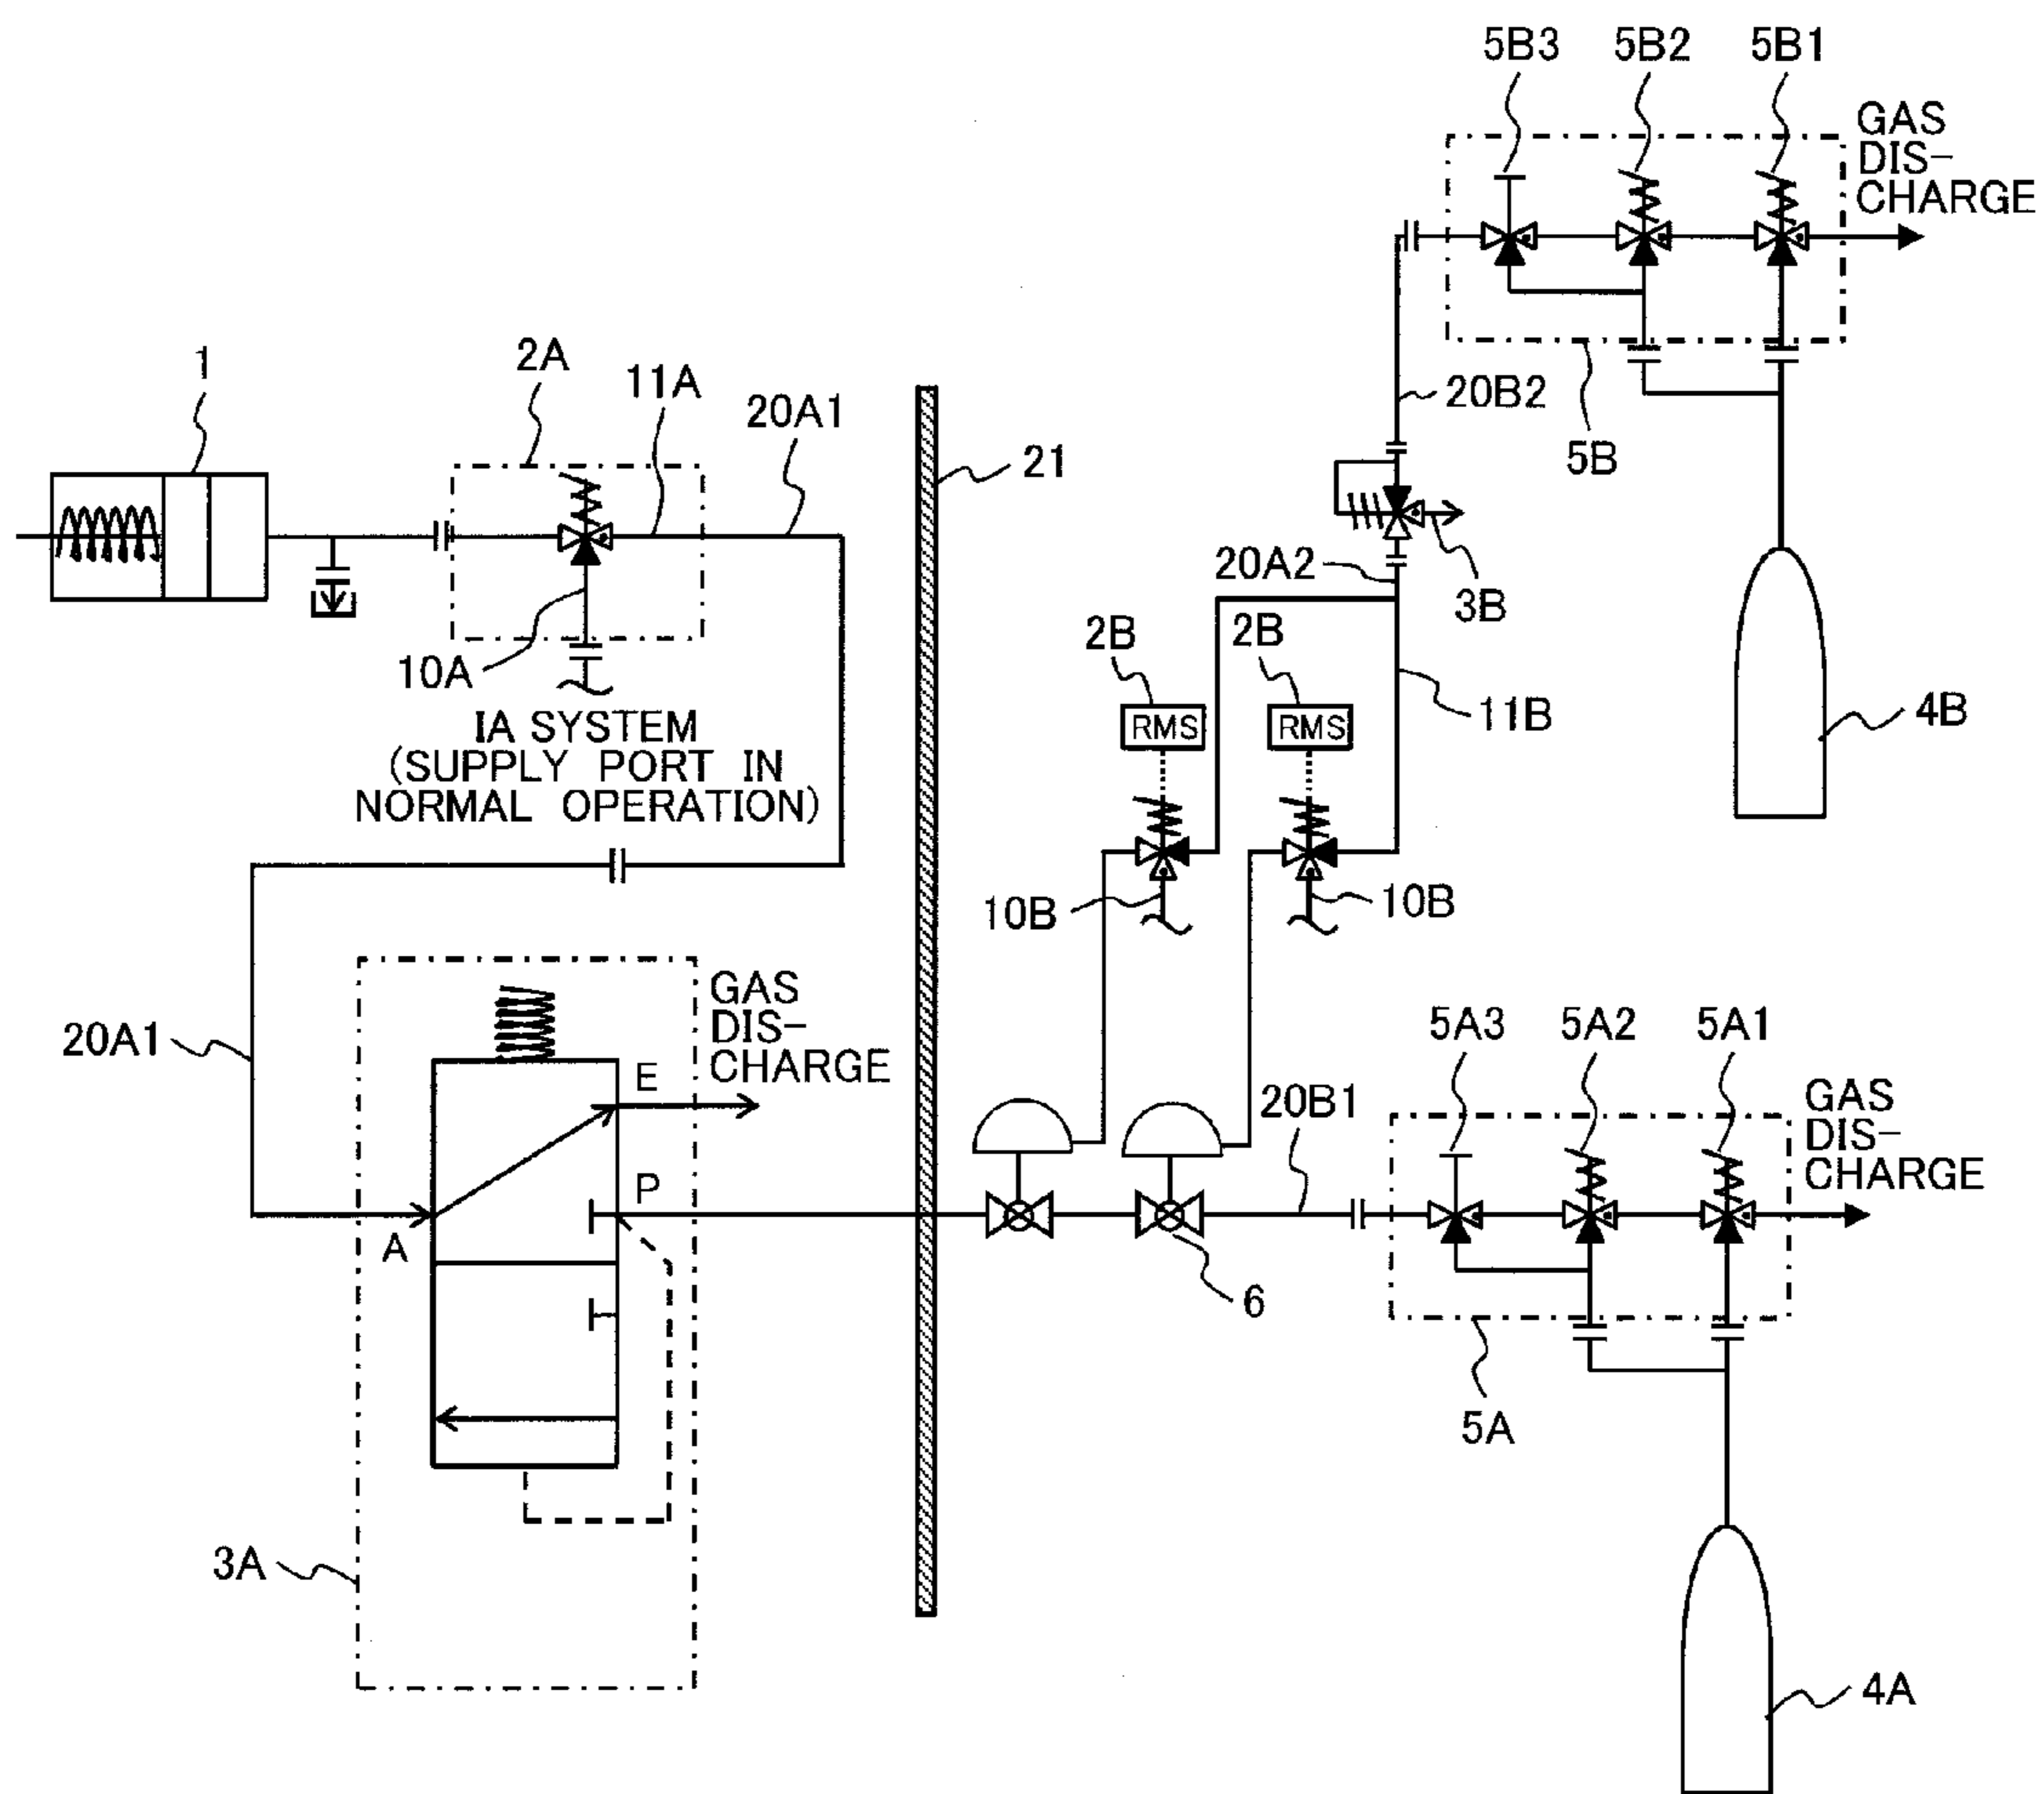 5B3
5B2
5B1
GAS
DIS-
CHARGE
1
2A
11A
20A1
21
20B2
5B
20A2
3B
10A
2B
2B
11B
4B
IA SYSTEM
(SUPPLY PORT IN
NORMAL OPERATION)
RMS
RMS
10B
10B
20A1
GAS
DIS-
CHARGE
E
P
A
20B1
5A3
5A2
5A1
GAS
DIS-
CHARGE
6
5A
3A
4A